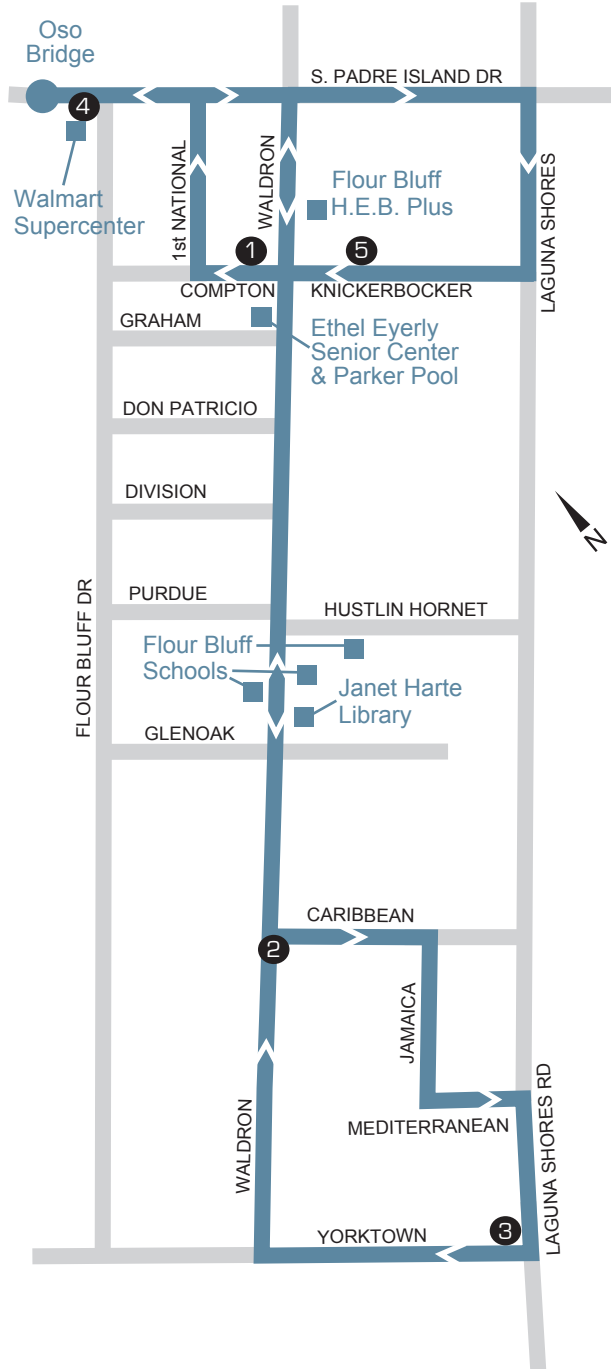 Oso
Bridge
S. PADRE ISLAND DR
4
Walmart
Supercenter
1st NATIONAL
WALDRON
Flour Bluff
H.E.B. Plus
LAGUNA SHORES
1
5
COMPTON
KNICKERBOCKER
GRAHAM
Ethel Eyerly
Senior Center
& Parker Pool
DON PATRICIO
DIVISION
N
PURDUE
HUSTLIN HORNET
FLOUR BLUFF DR
Flour Bluff
Schools
Janet Harte
Library
GLENOAK
CARIBBEAN
2
JAMAICA
MEDITERRANEAN
WALDRON
LAGUNA SHORES RD
YORKTOWN
3